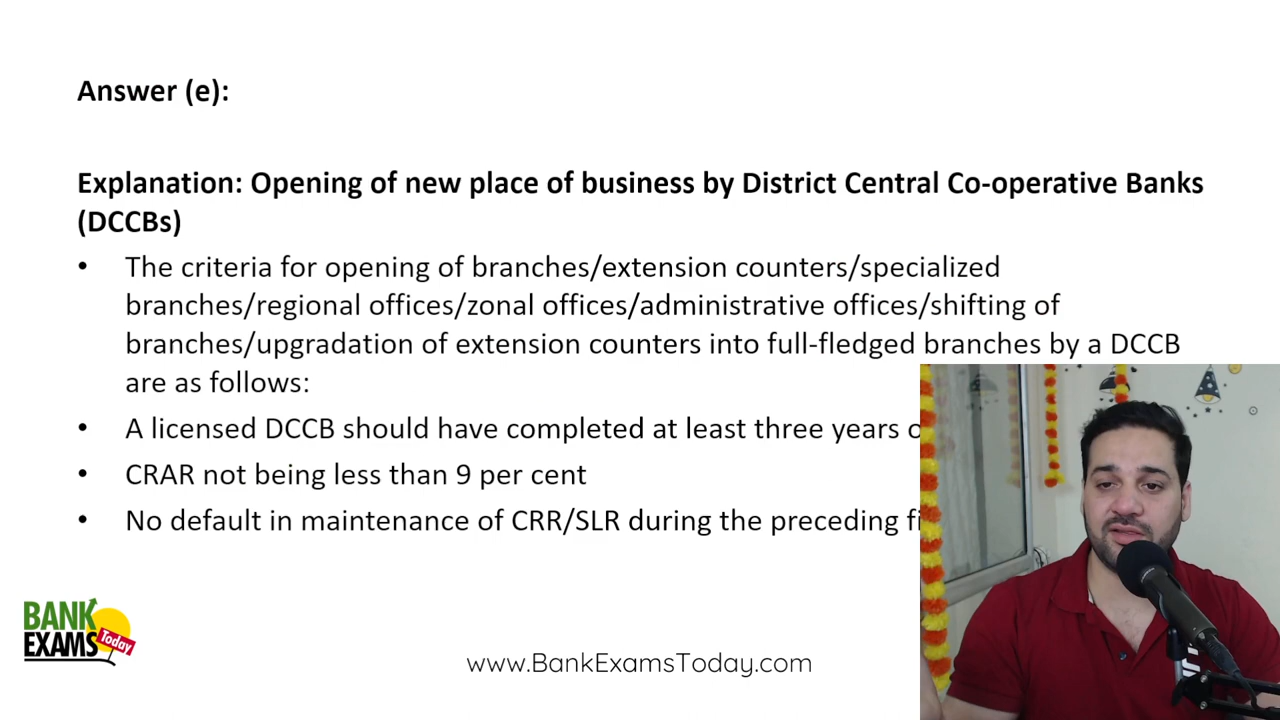 Answer (e):
Explanation: Opening of new place of business by District Central Co-operative Banks
(DCCBs)
• The criteria for opening of branches/extension counters/specialized
branches/regional offices/zonal offices/administrative offices/shifting of
branches/upgradation of extension counters into full-fledged branches by a DCCB
are as follows:
• A licensed DCCB should have completed at least three years
• CRAR not being less than 9 per cent
• No default in maintenance of CRR/SLR during the preceding
BANK
EXAMS
Today
www.BankExamsToday.com